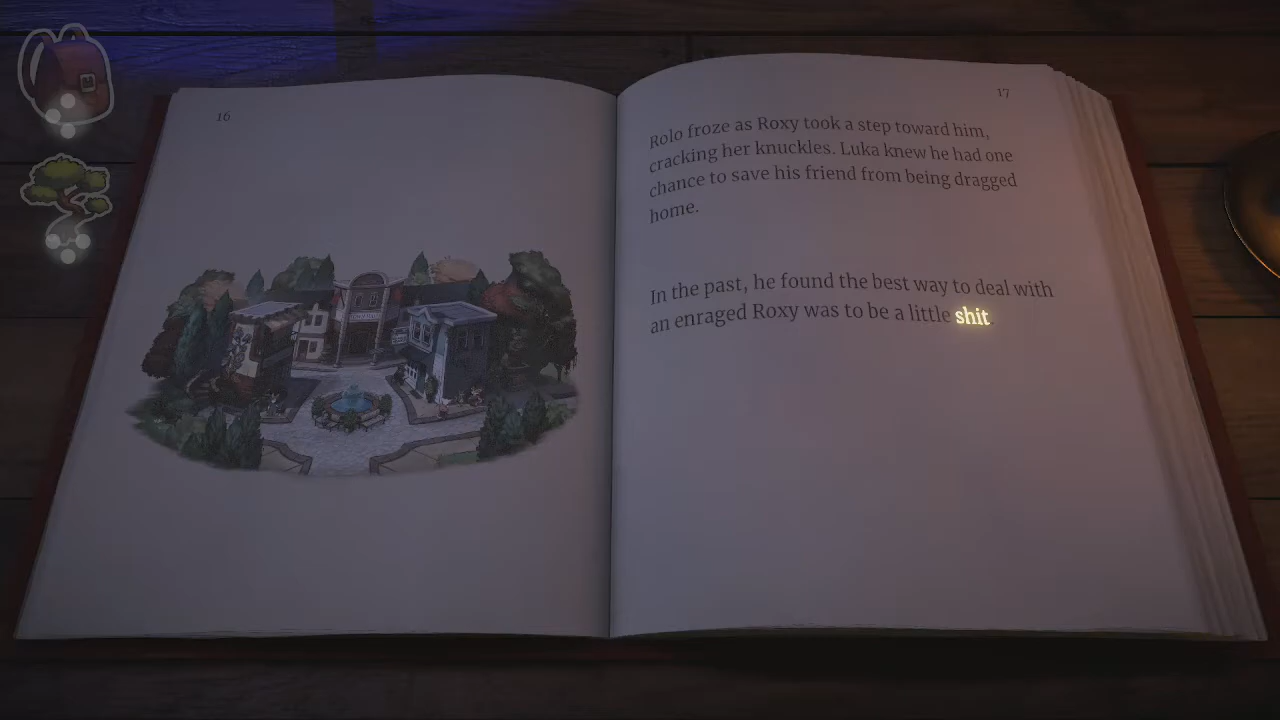 16
17
Rolo froze as Roxy took a step toward him,
cracking her knuckles. Luka knew he had one
chance to save his friend from being dragged
home.
In the past, he found the best way to deal with
an enraged Roxy was to be a little shit.